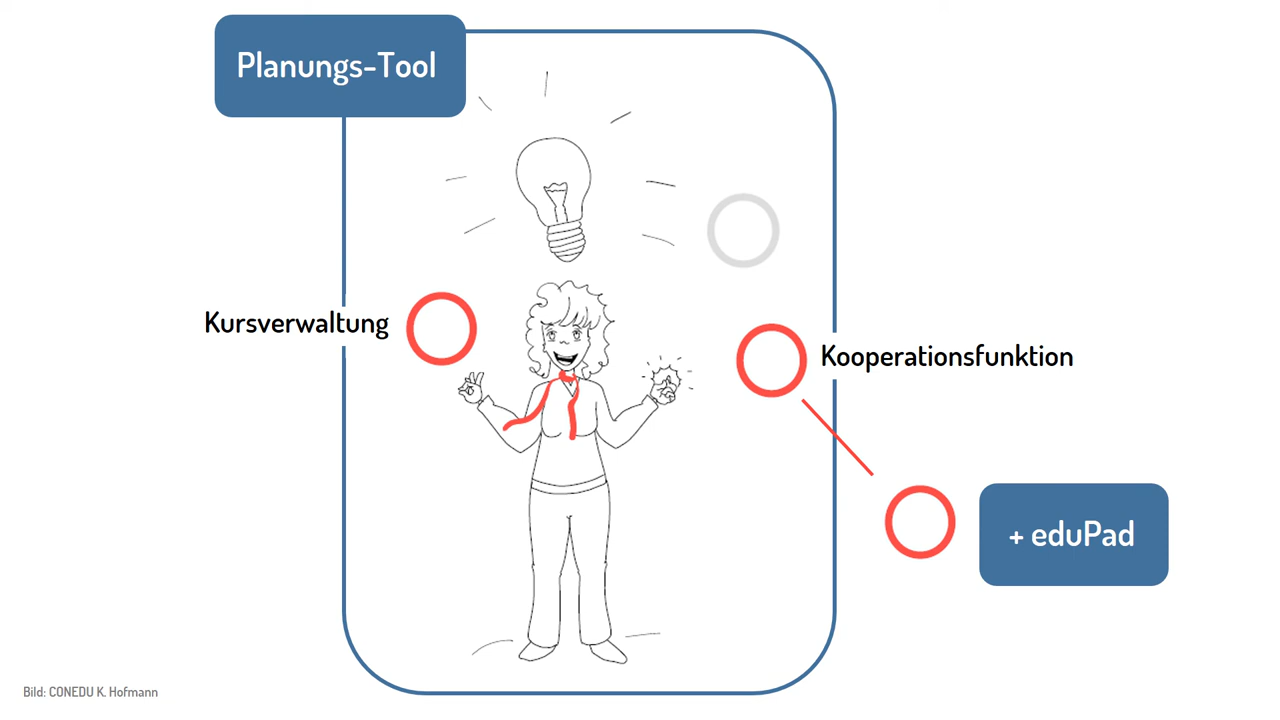 Planungs-Tool
Kursverwaltung
Kooperationsfunktion
+ eduPad
Bild: CONEDU K. Hofmann